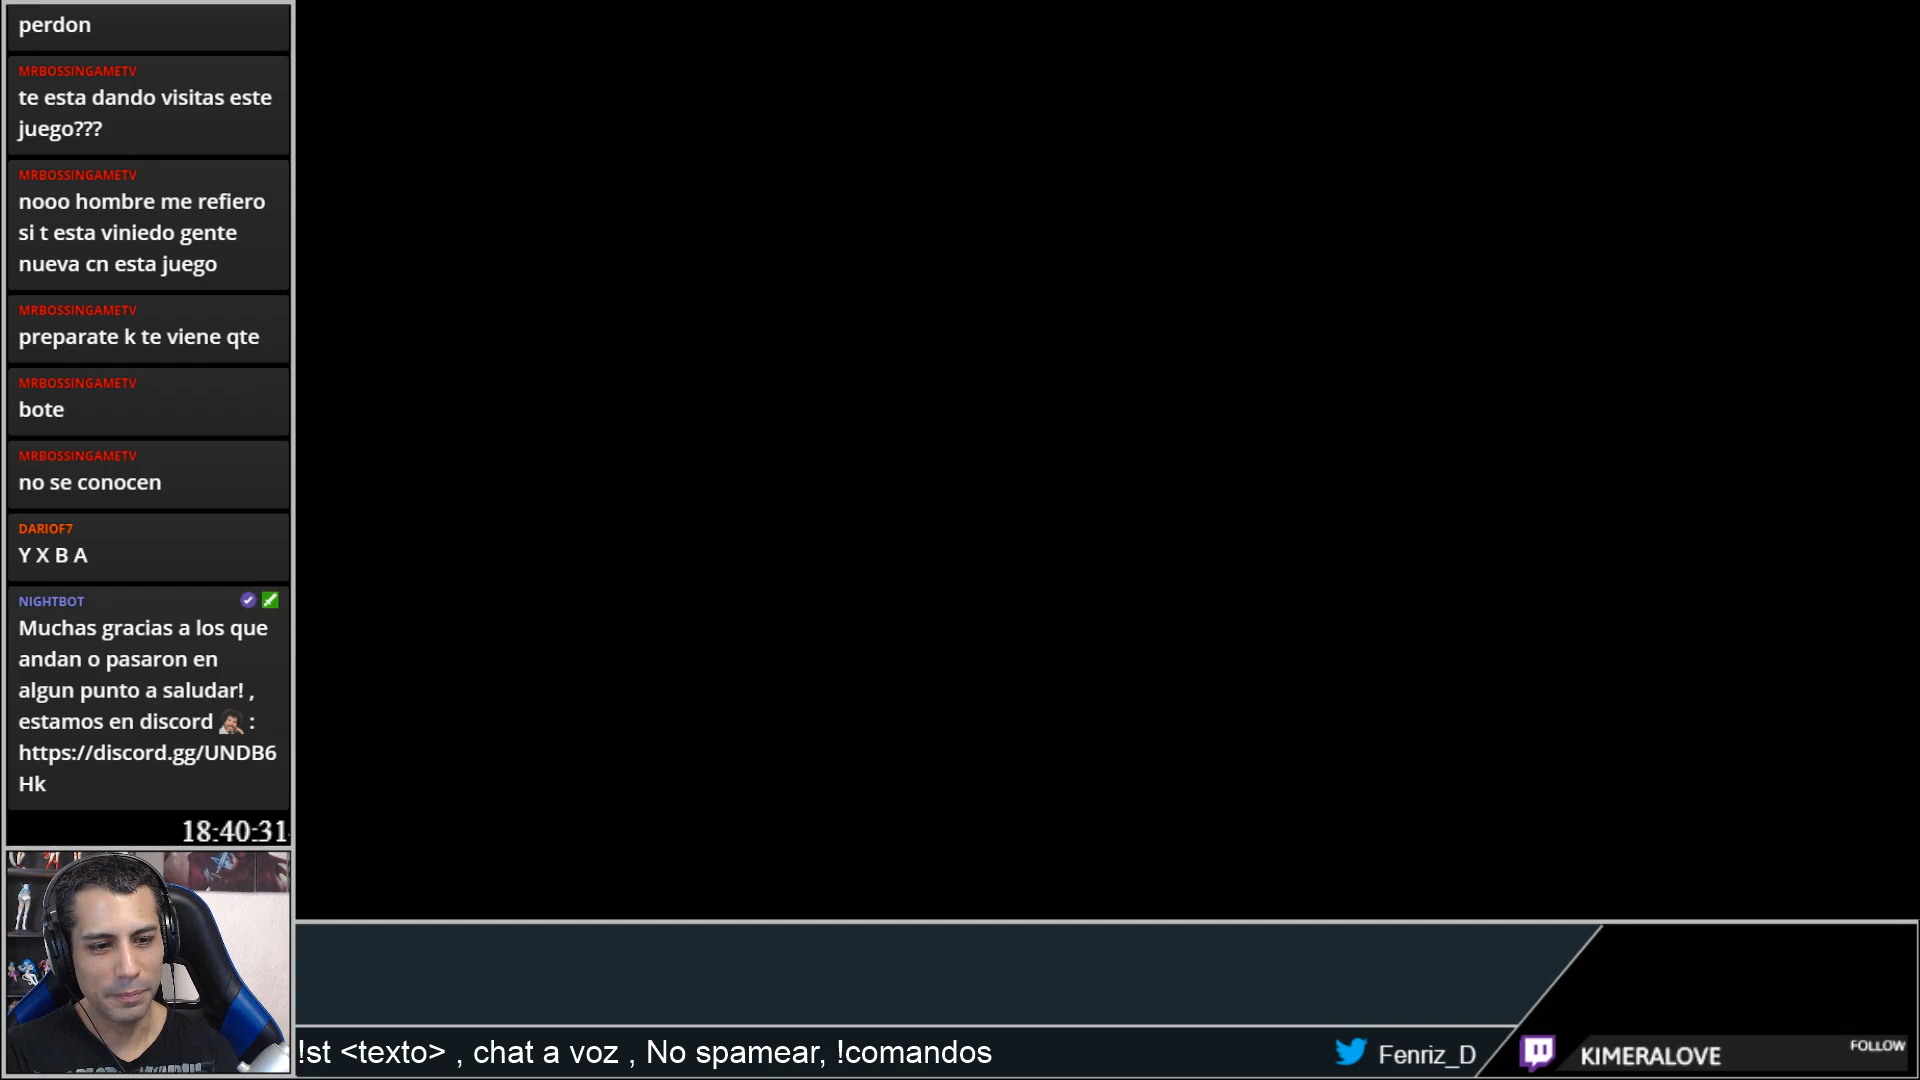 perdon
MRBOSSINGAMETV
te esta dando visitas este
juego???
MRBOSSINGAMETV
nooo hombre me refiero
si t esta viniedo gente
nueva cn esta juego
MRBOSSINGAMETV
preparate k te viene qte
MRBOSSINGAMETV
bote
MRBOSSINGAMETV
no se conocen
DARIOF7
Y X B A
NIGHTBOT
Muchas gracias a los que
andan o pasaron en
algun punto a saludar! ,
estamos en discord :
https://discord.gg/UNDB6
Hk
18:40:31
!st <texto> , chat a voz , No spamear, !comandos
Fenriz_D
KIMERALOVE
FOLLOW